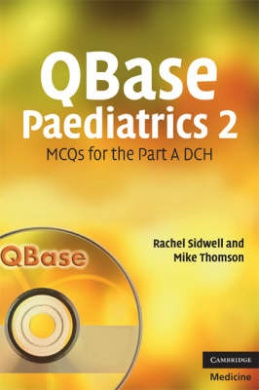 QBase
Paediatrics 2
MCQs for the Part A DCH
QBase
Rachel Sidwell and
Mike Thomson
CAMBRIDGE
Medicine